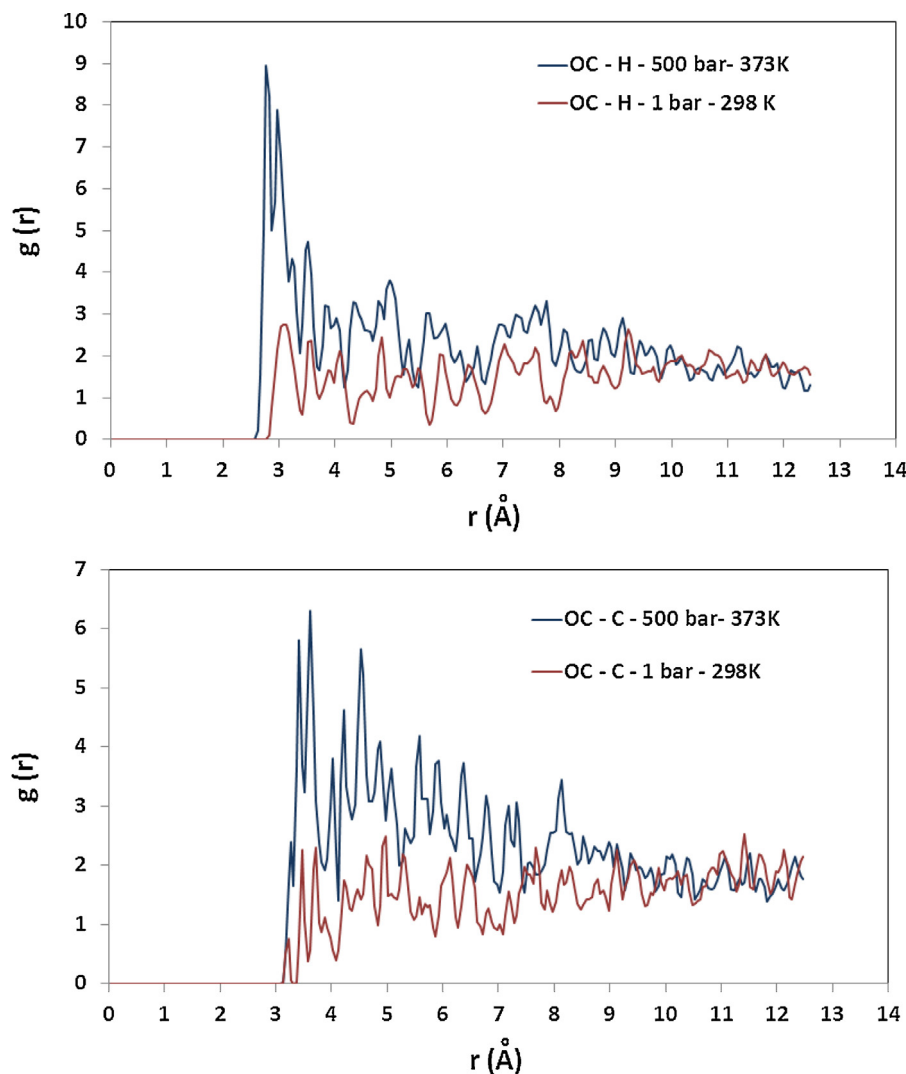 10
9
8
7
6
5
4
3
2
1
0
g (r)
OC - H - 500 bar- 373K
OC - H - 1 bar - 298 K
0 1 2 3 4 5 6 7 8 9 10 11 12 13 14
r (Å)
7
6
5
4
3
2
1
0
g (r)
OC - C - 500 bar- 373K
OC - C - 1 bar - 298K
0 1 2 3 4 5 6 7 8 9 10 11 12 13 14
r (Å)